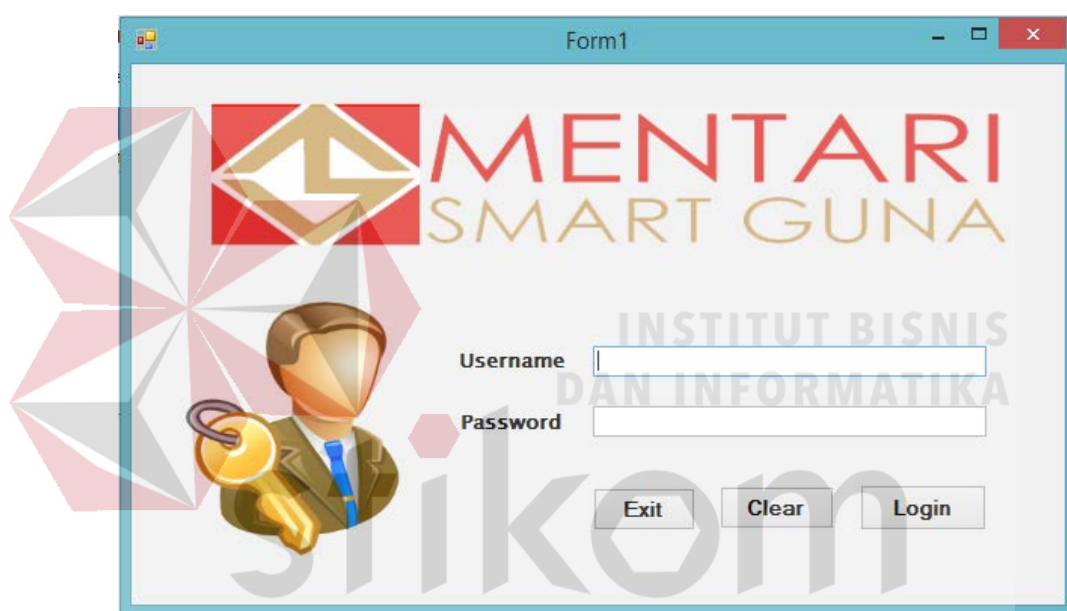 Form1
MENTARI
SMART GUNA
INSTITUT BISNIS
DAN INFORMATIKA
Username
Password
stikom
Exit
Clear
Login